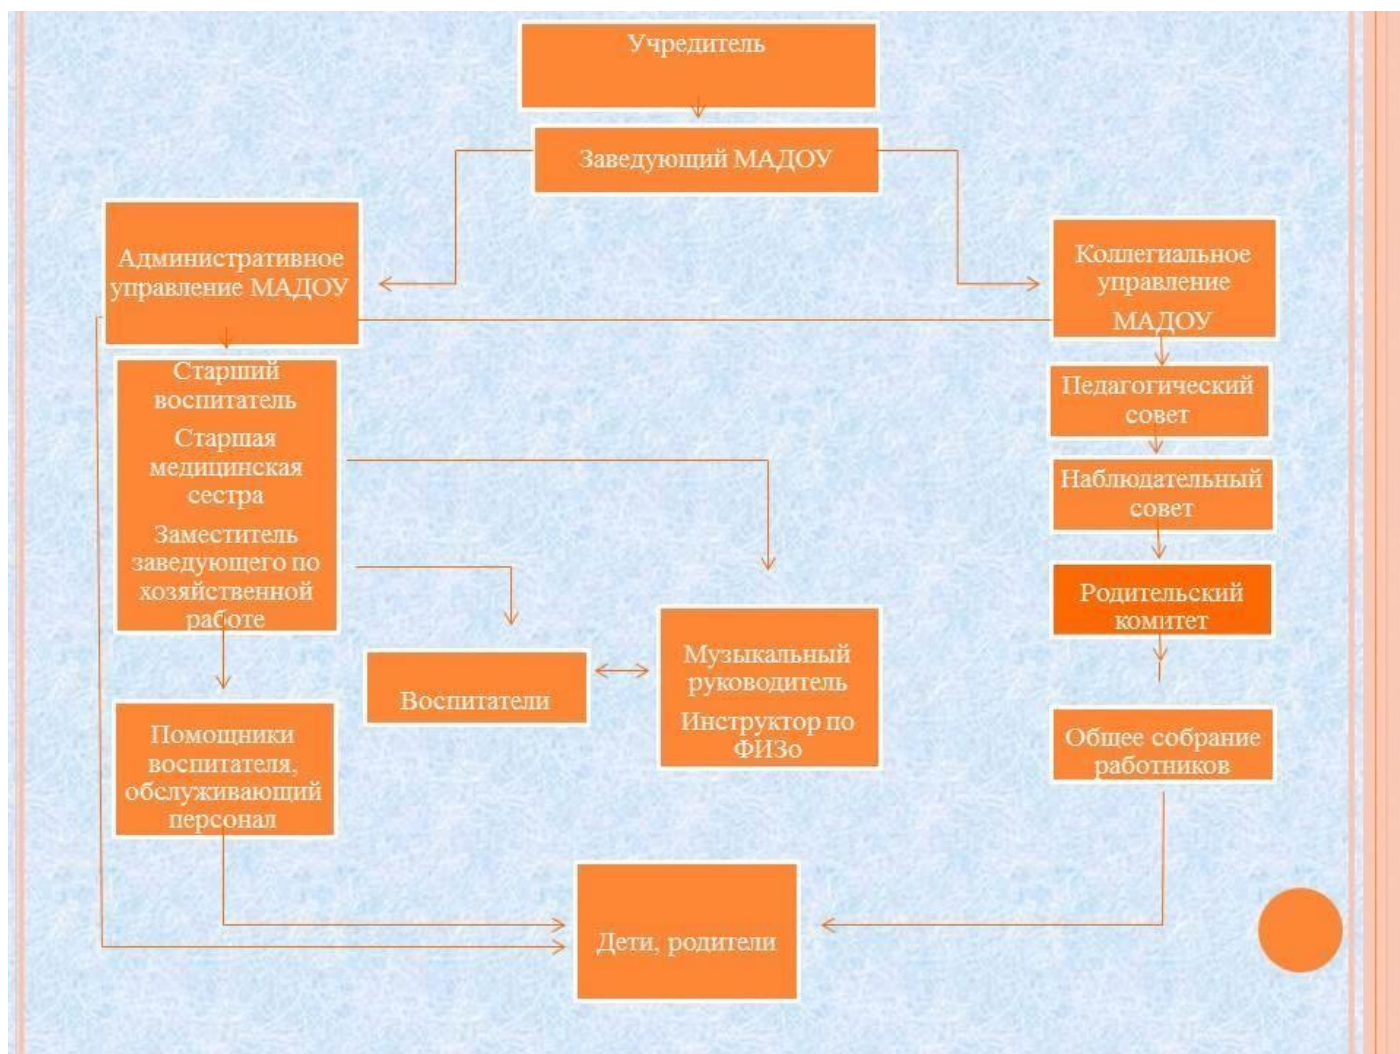 Учредитель
Заведующий МАДОУ
Административное
управление МАДОУ
Коллегиальное
управление
МАДОУ
Старший
воспитатель
Старшая
медицинская
сестра
Заместитель
заведующего по
хозяйственной
работе
Педагогический
совет
Наблюдательный
совет
Родительский
комитет
Воспитатели
Музыкальный
руководитель
Инструктор по
ФИЗо
Помощники
воспитателя,
обслуживающий
персонал
Общее собрание
работников
Дети, родители